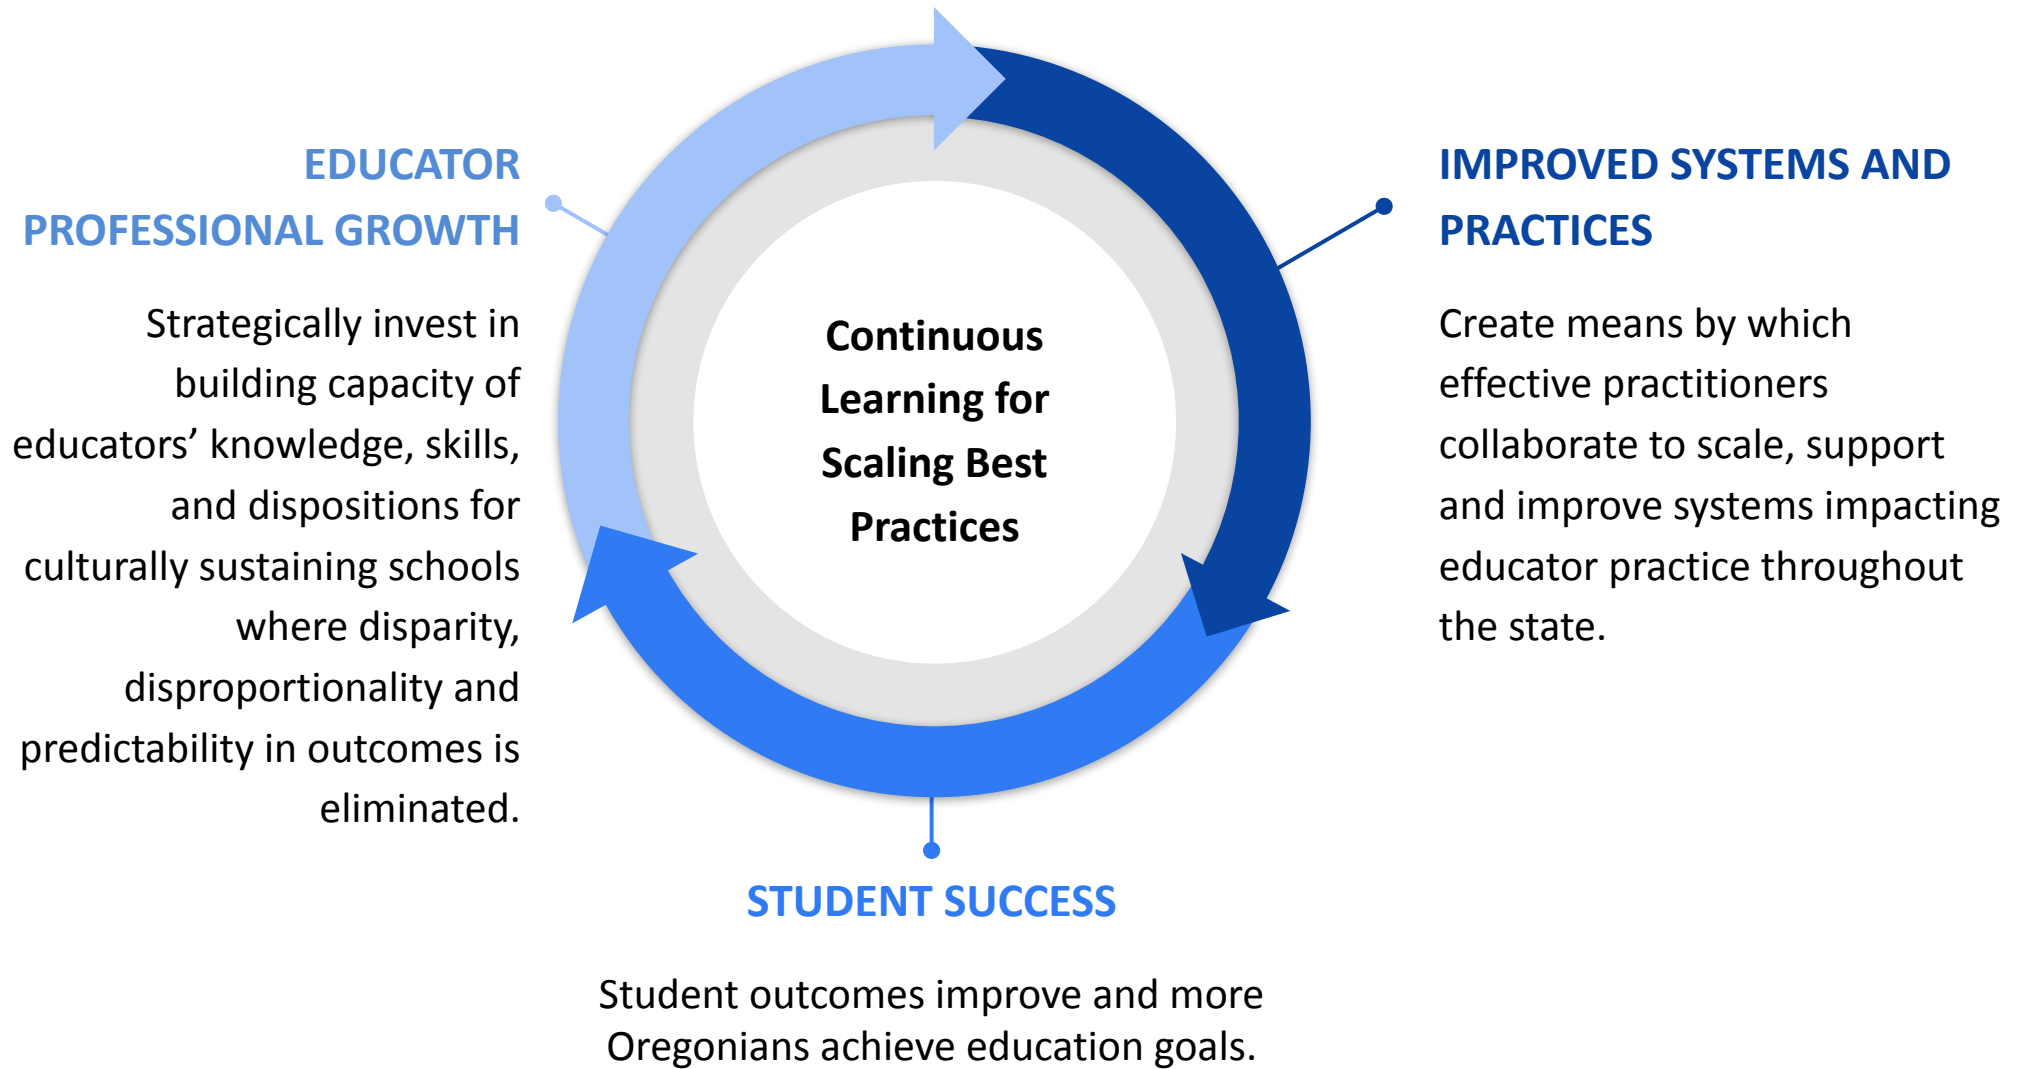 EDUCATOR
PROFESSIONAL GROWTH
Strategically invest in
building capacity of
educators’ knowledge, skills,
and dispositions for
culturally sustaining schools
where disparity,
disproportionality and
predictability in outcomes is
eliminated.
Continuous
Learning for
Scaling Best
Practices
IMPROVED SYSTEMS AND
PRACTICES
Create means by which
effective practitioners
collaborate to scale, support
and improve systems impacting
educator practice throughout
the state.
STUDENT SUCCESS
Student outcomes improve and more
Oregonians achieve education goals.